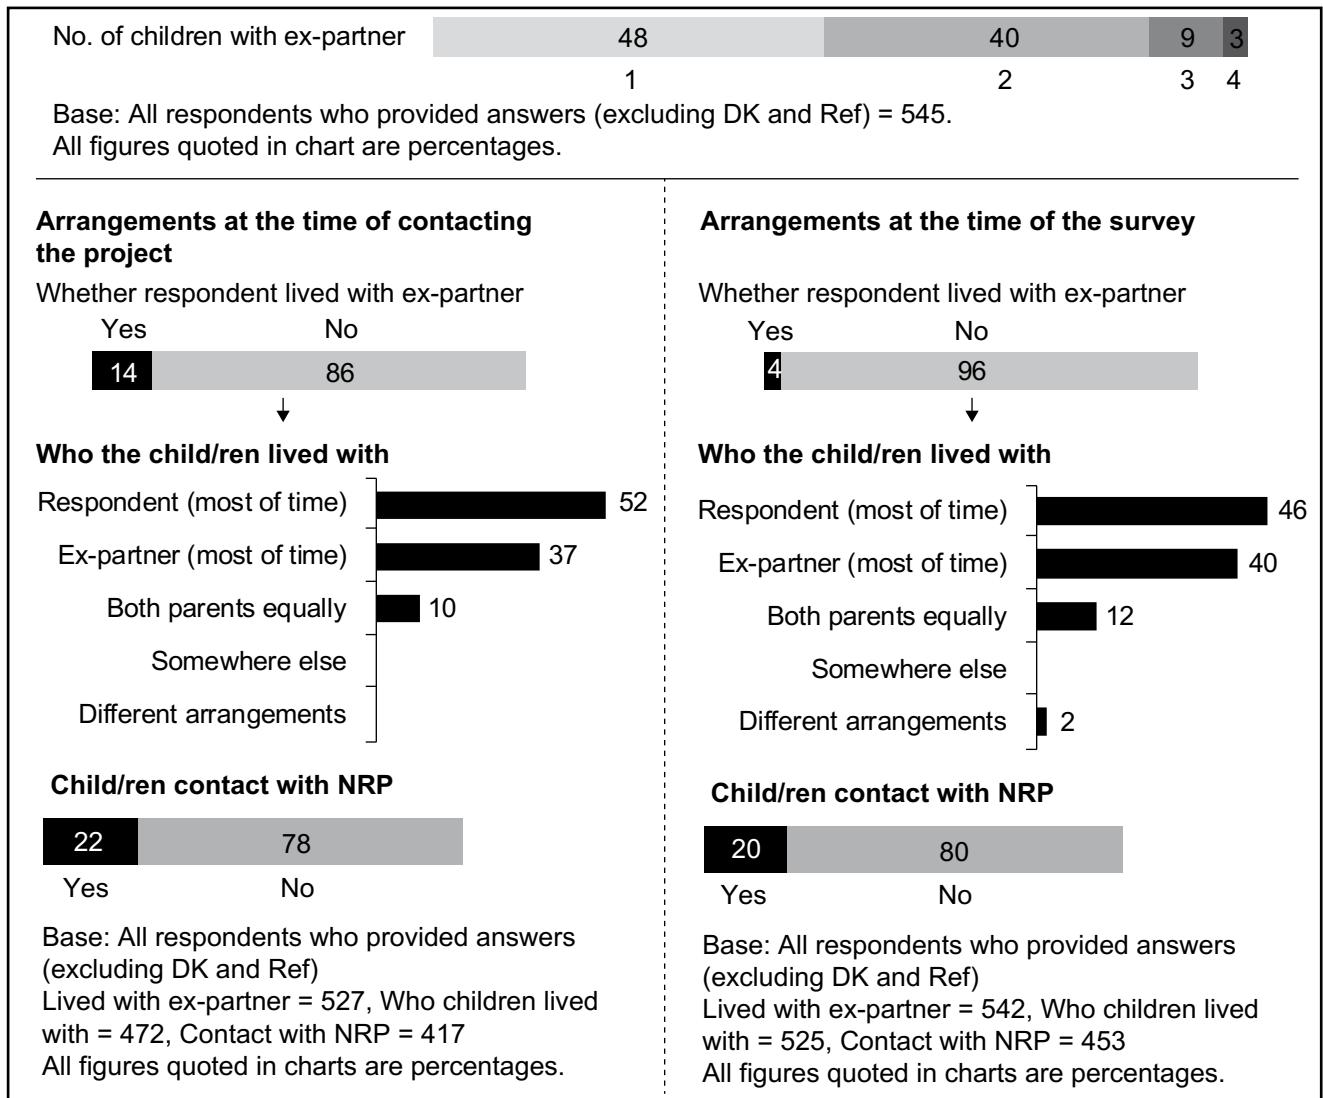 No. of children with ex-partner
48 40 9 3
1 2 3 4
Base: All respondents who provided answers (excluding DK and Ref) = 545.
All figures quoted in chart are percentages.
Arrangements at the time of contacting
the project
Whether respondent lived with ex-partner
Yes No
14 86
Who the child/ren lived with
Respondent (most of time) 52
Ex-partner (most of time) 37
Both parents equally 10
Somewhere else
Different arrangements
Child/ren contact with NRP
22 78
Yes No
Base: All respondents who provided answers
(excluding DK and Ref)
Lived with ex-partner = 527, Who children lived
with = 472, Contact with NRP = 417
All figures quoted in charts are percentages.
Arrangements at the time of the survey
Whether respondent lived with ex-partner
Yes No
4 96
Who the child/ren lived with
Respondent (most of time) 46
Ex-partner (most of time) 40
Both parents equally 12
Somewhere else
Different arrangements 2
Child/ren contact with NRP
20 80
Yes No
Base: All respondents who provided answers
(excluding DK and Ref)
Lived with ex-partner = 542, Who children lived
with = 525, Contact with NRP = 453
All figures quoted in charts are percentages.